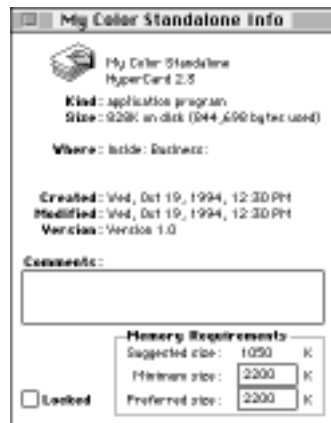 My Color Standalone Info
My Color Standalone
HyperCard 2.3
Kind: application program
Size: 828K on disk (844,698 bytes used)
Where: Inside: Business:
Created: Wed, Oct 19, 1994, 12:30 PM
Modified: Wed, Oct 19, 1994, 12:30 PM
Version: Version 1.0
Comments:
Memory Requirements
Suggested size: 1050 K
Minimum size: 2200 K
Preferred size: 2200 K
Locked